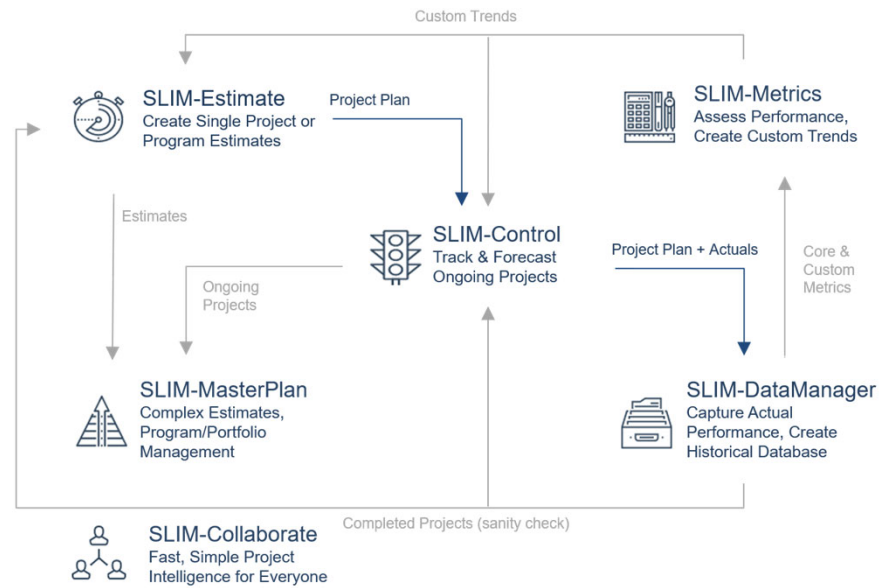 Custom Trends
SLIM-Estimate
Create Single Project or
Program Estimates
Project Plan
SLIM-Metrics
Assess Performance,
Create Custom Trends
Estimates
SLIM-Control
Track & Forecast
Ongoing Projects
Project Plan + Actuals
Core &
Custom
Metrics
Ongoing
Projects
SLIM-MasterPlan
Complex Estimates,
Program/Portfolio
Management
SLIM-DataManager
Capture Actual
Performance, Create
Historical Database
Completed Projects (sanity check)
SLIM-Collaborate
Fast, Simple Project
Intelligence for Everyone